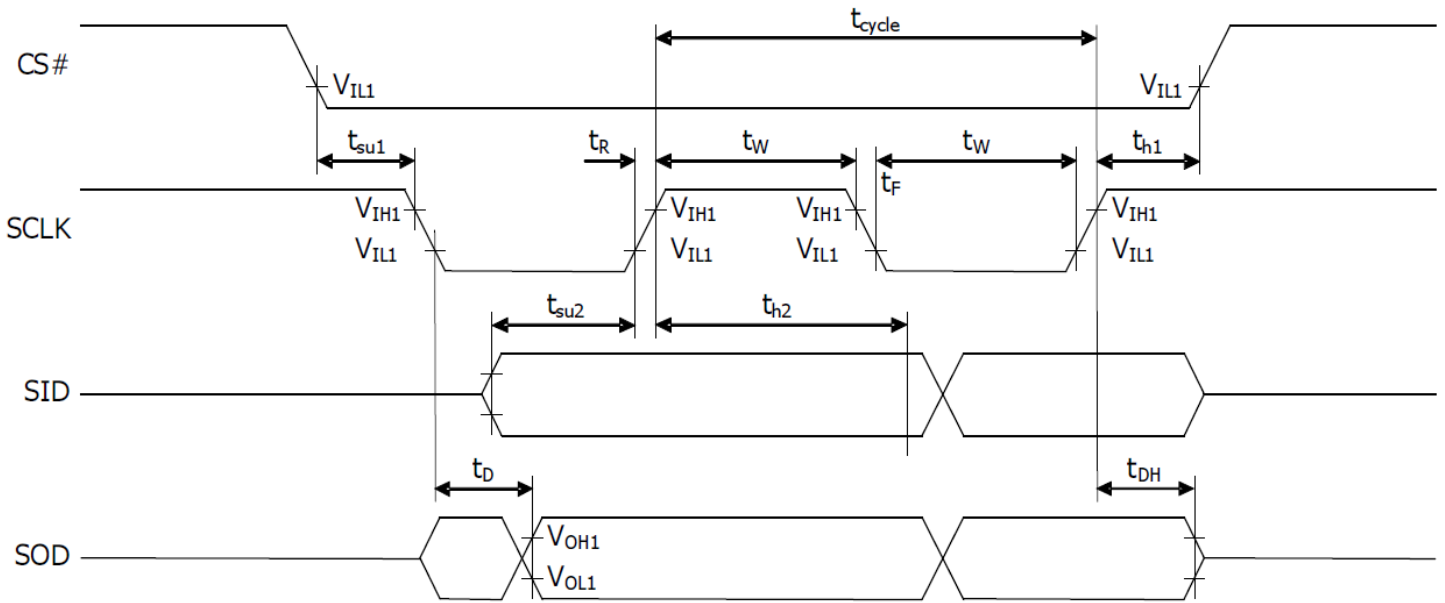 t_cycle
CS#
V_IL1 V_IL1
t_su1 t_R t_W t_W t_h1
t_F
SCLK
V_IH1 V_IH1 V_IH1 V_IH1
V_IL1 V_IL1 V_IL1 V_IL1
t_su2 t_h2
SID
t_D t_DH
SOD
V_OH1
V_OL1